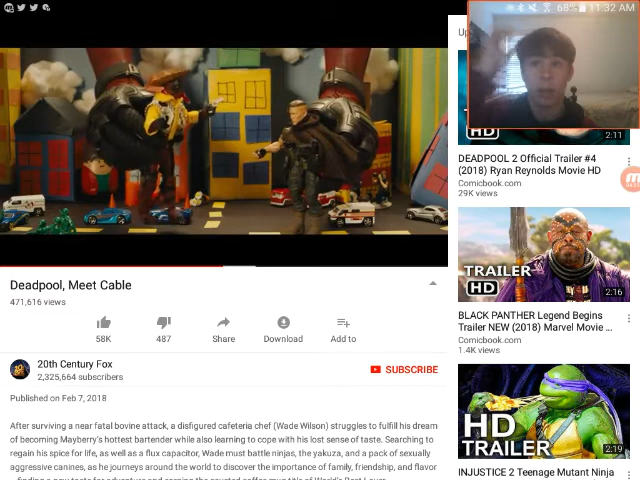 68% 11:32 AM
Up
HD
2:11
DEADPOOL 2 Official Trailer #4
(2018) Ryan Reynolds Movie HD
Comicbook.com
29K views
TRAILER
HD
2:16
BLACK PANTHER Legend Begins
Trailer NEW (2018) Marvel Movie ...
Comicbook.com
1.4K views
HD
TRAILER
2:19
INJUSTICE 2 Teenage Mutant Ninja
Deadpool, Meet Cable
471,616 views
58K
487
Share
Download
Add to
20th Century Fox
2,325,664 subscribers
SUBSCRIBE
Published on Feb 7, 2018
After surviving a near fatal bovine attack, a disfigured cafeteria chef (Wade Wilson) struggles to fulfill his dream
of becoming Mayberry's hottest bartender while also learning to cope with his lost sense of taste. Searching to
regain his spice for life, as well as a flux capacitor, Wade must battle ninjas, the yakuza, and a pack of sexually
aggressive canines, as he journeys around the world to discover the importance of family, friendship, and flavor